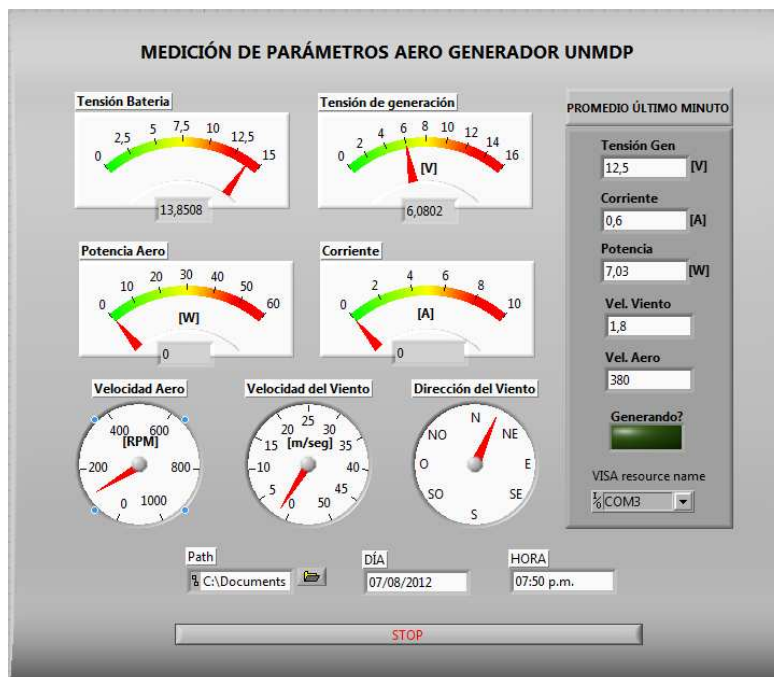 MEDICIÓN DE PARÁMETROS AERO GENERADOR UNMDP
Tensión Bateria
0 2,5 5 7,5 10 12,5 15
13,8508
Tensión de generación
0 2 4 6 8 10 12 14 16
[V]
6,0802
PROMEDIO ÚLTIMO MINUTO
Tensión Gen
12,5 [V]
Corriente
0,6 [A]
Potencia
7,03 [W]
Vel. Viento
1,8
Vel. Aero
380
Generando?
VISA resource name
COM3
Potencia Aero
0 10 20 30 40 50 60
[W]
0
Corriente
0 2 4 6 8 10
[A]
0
Velocidad Aero
0 200 400 600 800 1000
[RPM]
Velocidad del Viento
0 5 10 15 20 25 30 35 40 45 50
[m/seg]
Dirección del Viento
N NE E SE S SO O NO
Path
C:\Documents
DÍA
07/08/2012
HORA
07:50 p.m.
STOP